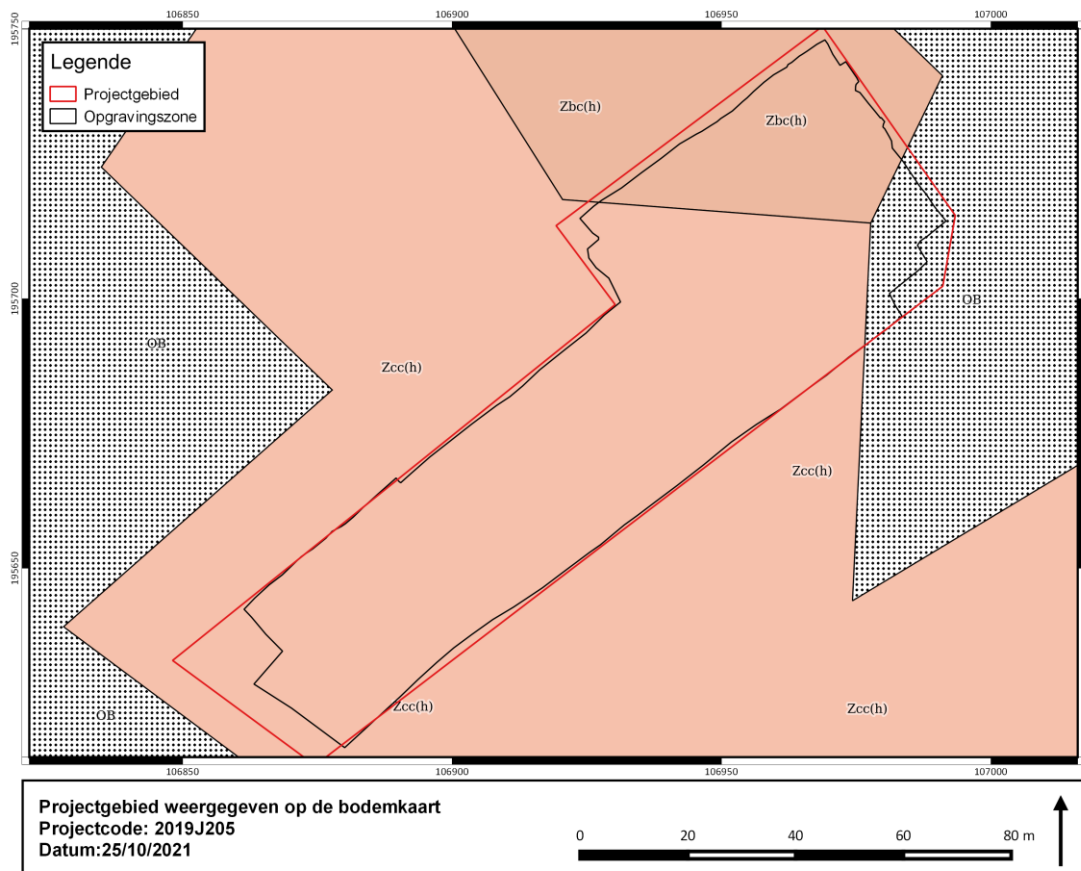 106850 106900 106950 107000
195750
Legende
Projectgebied
Opgravingszone
Zbc(h)
Zbc(h)
195700
OB
OB
Zcc(h)
Zcc(h)
195650
OB
Zcc(h)
Zcc(h)
106850 106900 106950 107000
Projectgebied weergegeven op de bodemkaart
Projectcode: 2019J205
Datum:25/10/2021
0 20 40 60 80 m